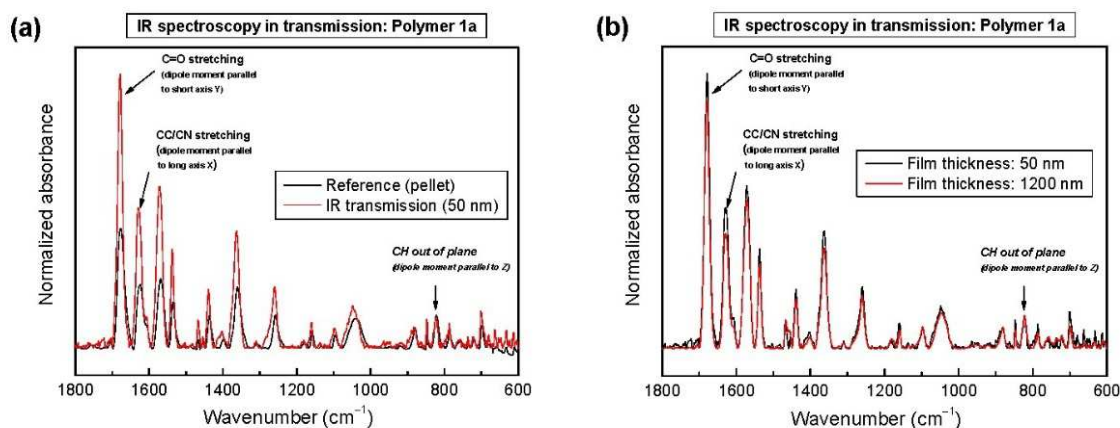 (a)
IR spectroscopy in transmission: Polymer 1a
C=O stretching
(dipole moment parallel
to short axis Y)
CC/CN stretching
(dipole moment parallel
to long axis X)
Reference (pellet)
IR transmission (50 nm)
CH out of plane
(dipole moment parallel to Z)
Normalized absorbance
1800 1600 1400 1200 1000 800 600
Wavenumber (cm⁻¹)
(b)
IR spectroscopy in transmission: Polymer 1a
C=O stretching
(dipole moment parallel
to short axis Y)
CC/CN stretching
(dipole moment parallel
to long axis X)
Film thickness: 50 nm
Film thickness: 1200 nm
CH out of plane
(dipole moment parallel to Z)
Normalized absorbance
1800 1600 1400 1200 1000 800 600
Wavenumber (cm⁻¹)